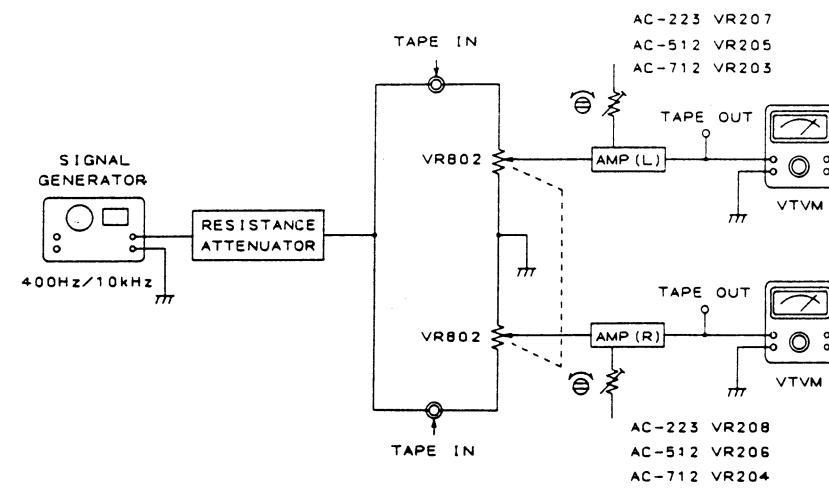 AC-223 VR207
AC-512 VR205
AC-712 VR203
TAPE IN
TAPE OUT
VR802
AMP (L)
VTVM
SIGNAL
GENERATOR
RESISTANCE
ATTENUATOR
400Hz/10kHz
TAPE OUT
VR802
AMP (R)
VTVM
TAPE IN
AC-223 VR208
AC-512 VR206
AC-712 VR204